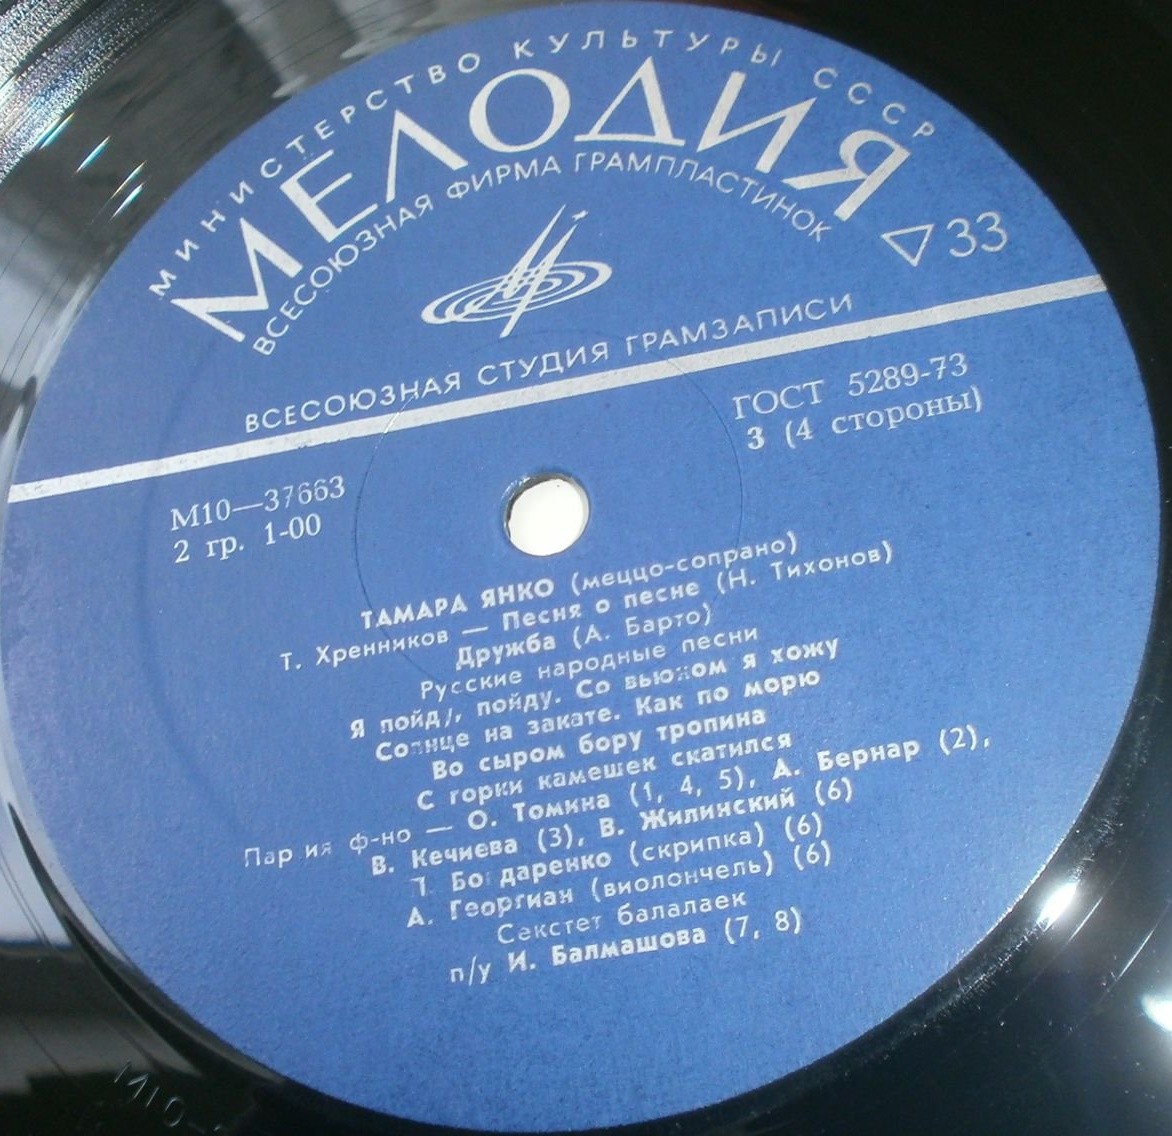 МИНИСТЕРСТВО КУЛЬТУРЫ СССР
МЕЛОДИЯ
ВСЕСОЮЗНАЯ ФИРМА ГРАМПЛАСТИНОК
33
ВСЕСОЮЗНАЯ СТУДИЯ ГРАМЗАПИСИ
ГОСТ 5289-73
3 (4 стороны)
М10—37663
2 гр. 1-00
ТАМАРА ЯНКО (меццо-сопрано)
Т. Хренников — Песня о песне (Н. Тихонов)
Дружба (А. Барто)
Русские народные песни
Я пойду, пойду. Со вьюном я хожу
Солнце на закате. Как по морю
Во сыром бору тропина
С горки камешек скатился
Партия ф-но — О. Томина (1, 4, 5), А. Бернар (2),
В. Кечиева (3), В. Жилинский (6)
Бондаренко (скрипка) (6)
А. Георгиан (виолончель) (6)
Секстет балалаек
п/у И. Балмашова (7, 8)
М10-